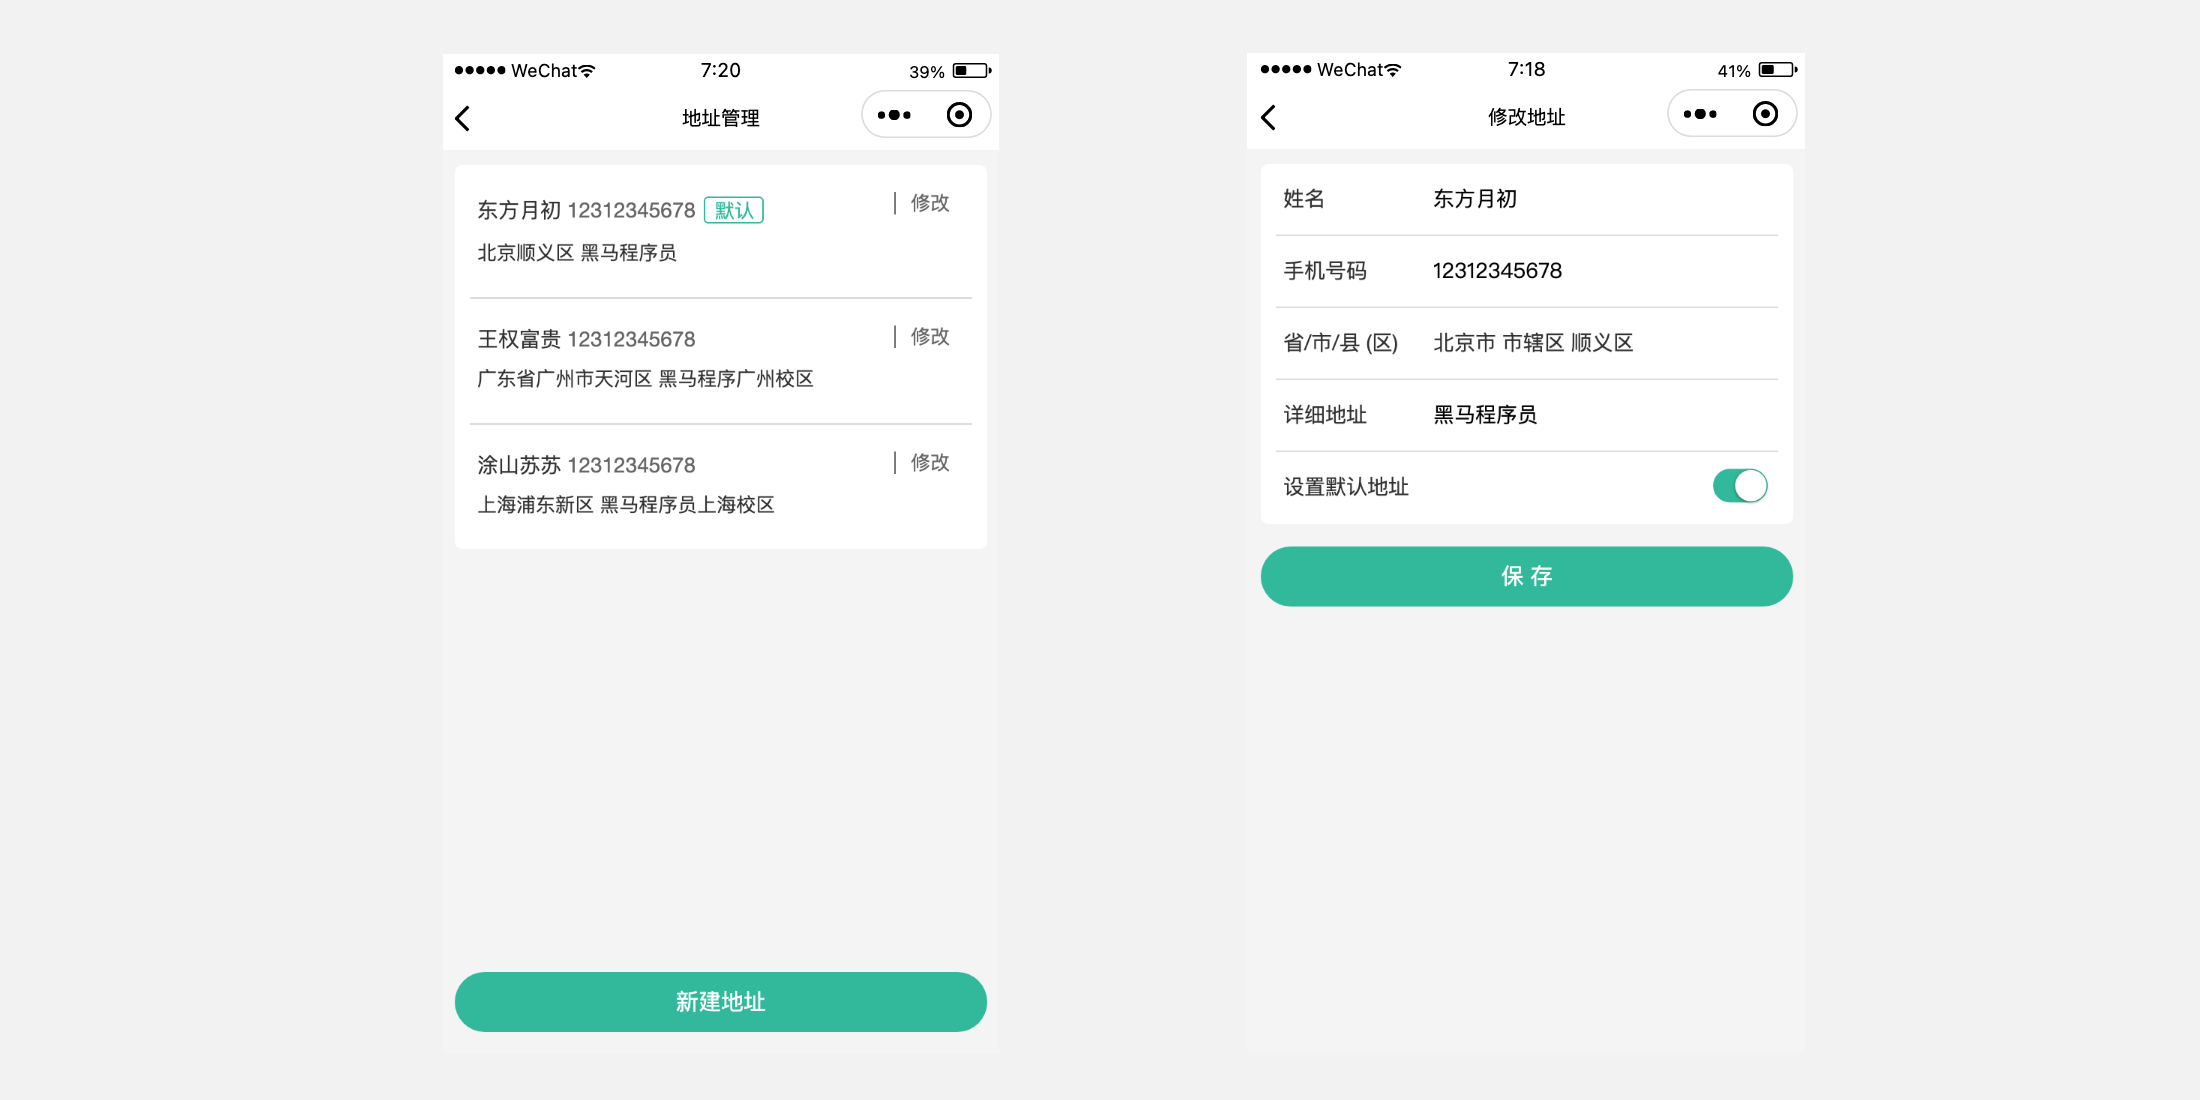 WeChat 7:20 39%
地址管理
东方月初 12312345678 默认
修改
北京顺义区 黑马程序员
王权富贵 12312345678
修改
广东省广州市天河区 黑马程序广州校区
涂山苏苏 12312345678
修改
上海浦东新区 黑马程序员上海校区
新建地址
WeChat 7:18 41%
修改地址
姓名 东方月初
手机号码 12312345678
省/市/县 (区) 北京市 市辖区 顺义区
详细地址 黑马程序员
设置默认地址
保 存